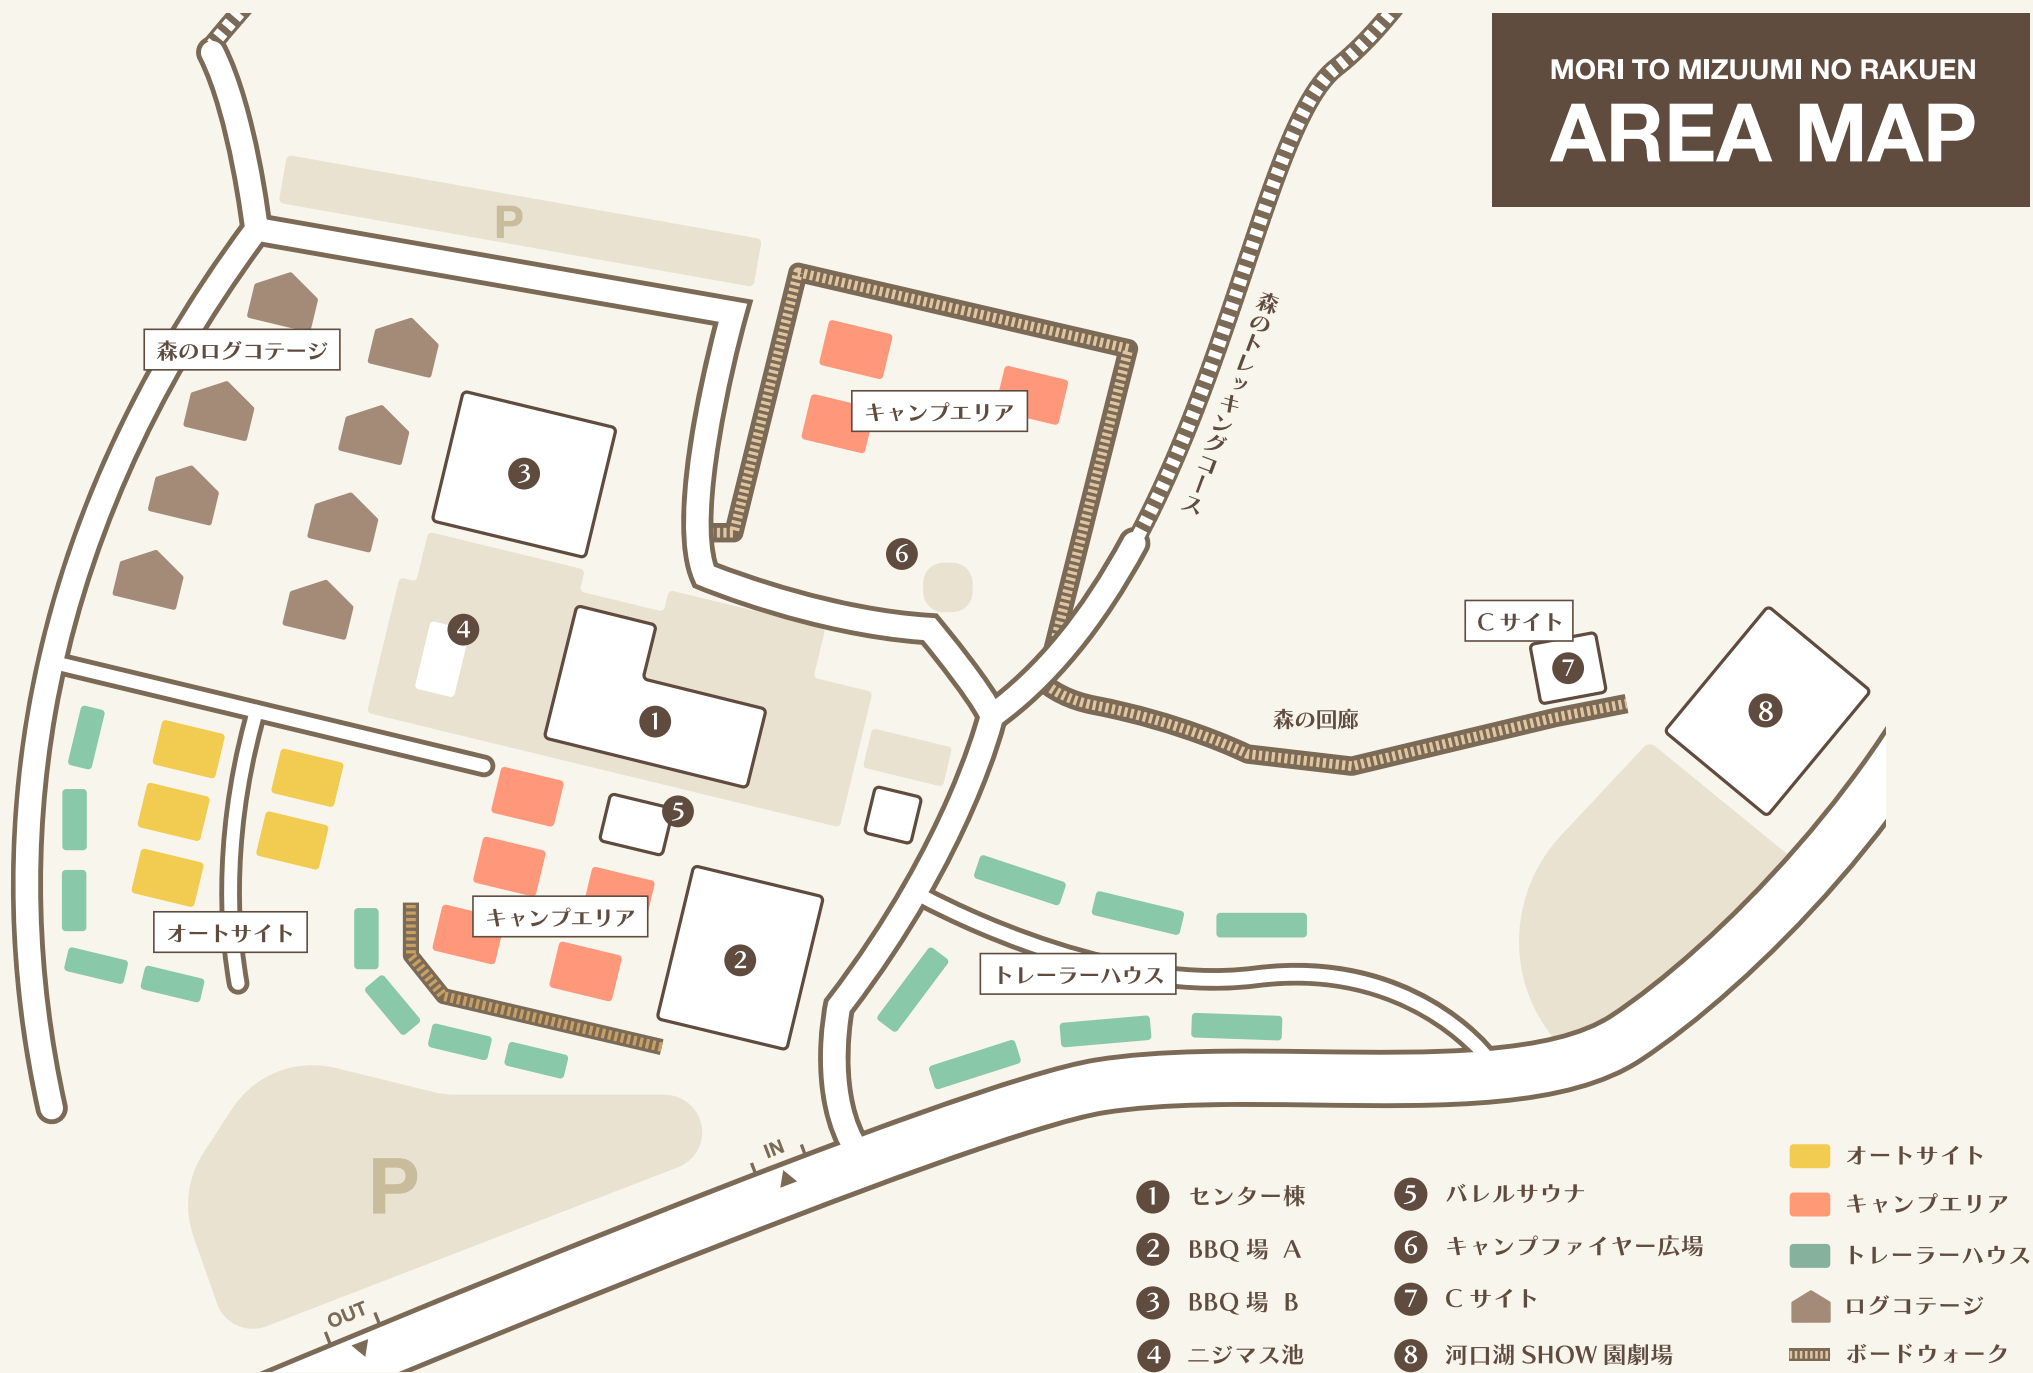 MORI TO MIZUUMI NO RAKUEN
AREA MAP
P
森のログコテージ
キャンプエリア
森のトレッキングコース
3
6
4
1
5
2
Cサイト
7
8
森の回廊
オートサイト
キャンプエリア
トレーラーハウス
P
IN
OUT
1 センター棟
2 BBQ場 A
3 BBQ場 B
4 ニジマス池
5 バレルサウナ
6 キャンプファイヤー広場
7 Cサイト
8 河口湖SHOW園劇場
オートサイト
キャンプエリア
トレーラーハウス
ログコテージ
ボードウォーク